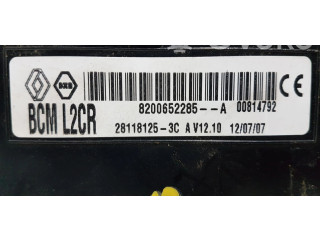 8200652285--A 00814792
BCM L2CR
28118125-3C A V12.10 12/07/07